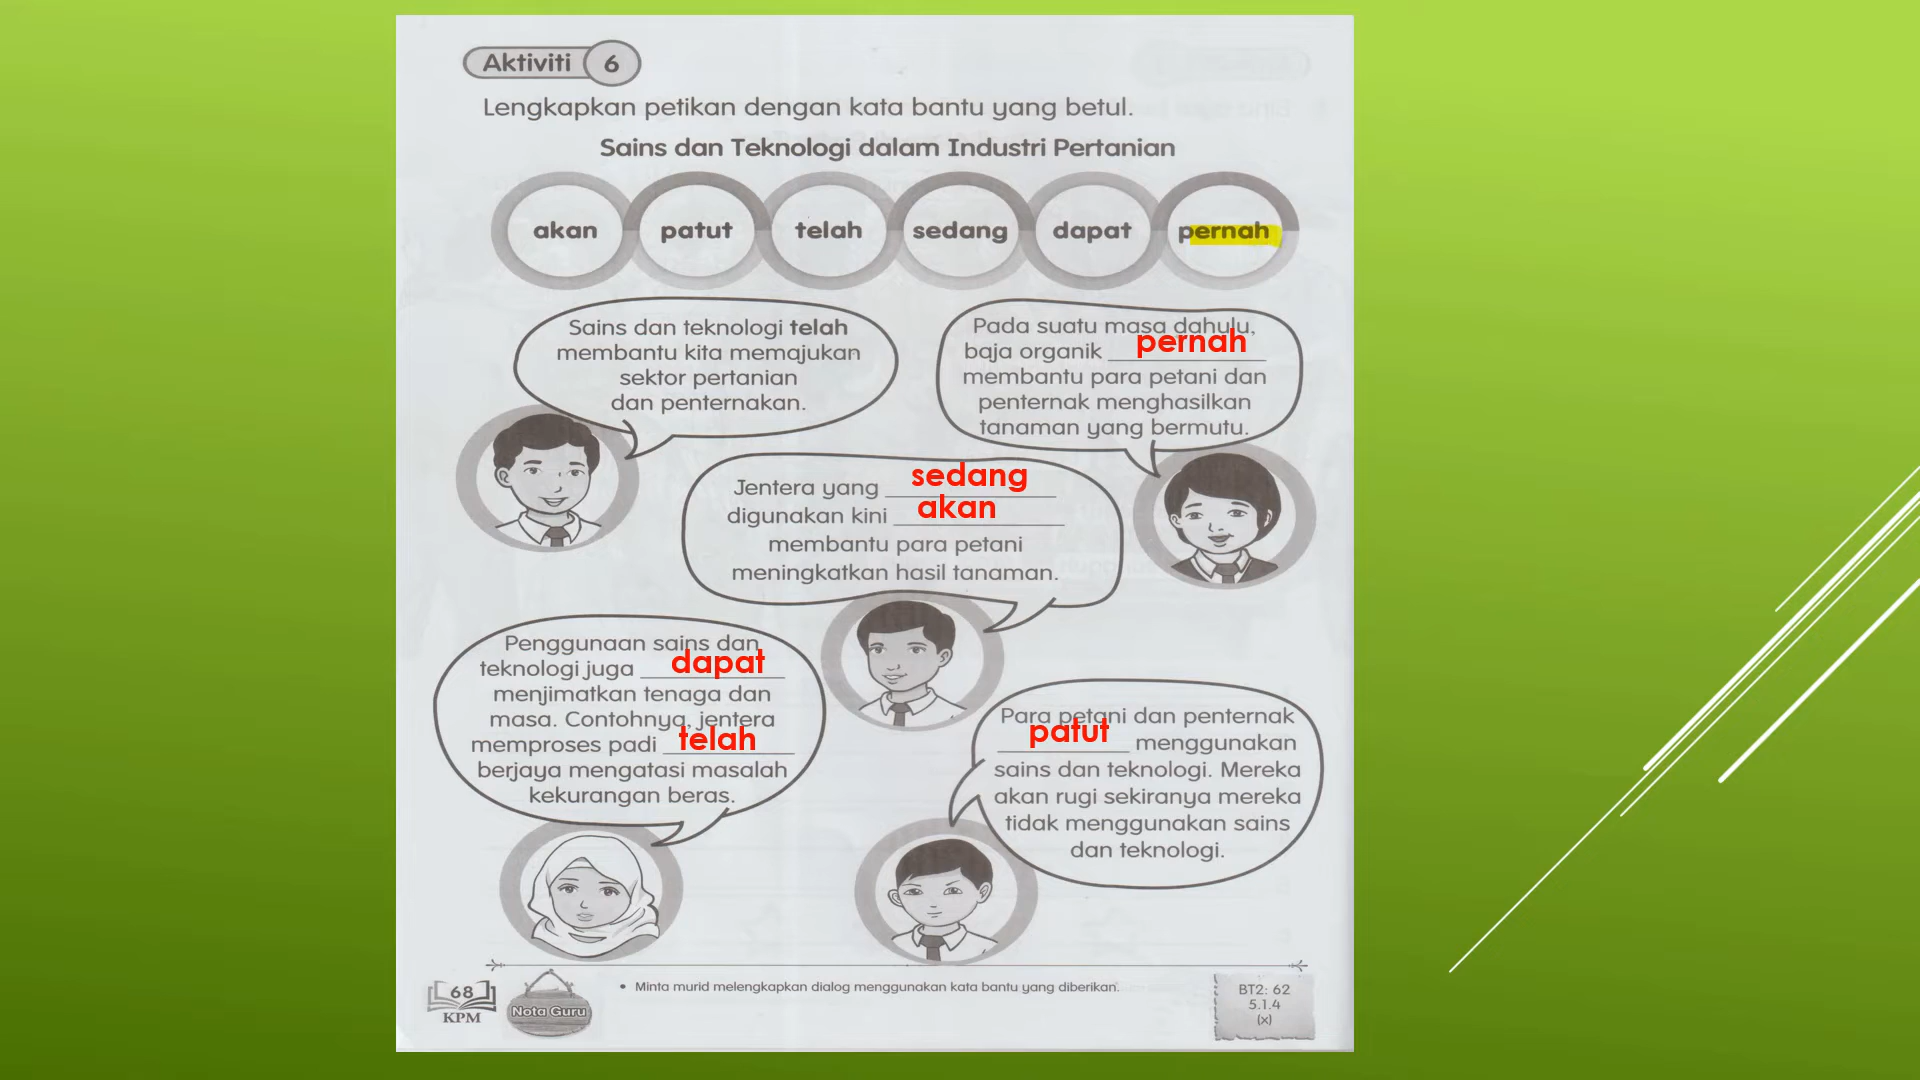 Aktiviti 6
Lengkapkan petikan dengan kata bantu yang betul.
Sains dan Teknologi dalam Industri Pertanian
akan patut telah sedang dapat pernah
Sains dan teknologi telah
membantu kita memajukan
sektor pertanian
dan penternakan.
Pada suatu masa dahulu,
baja organik pernah
membantu para petani dan
penternak menghasilkan
tanaman yang bermutu.
Jentera yang sedang
digunakan kini akan
membantu para petani
meningkatkan hasil tanaman.
Penggunaan sains dan
teknologi juga dapat
menjimatkan tenaga dan
masa. Contohnya, jentera
memproses padi telah
berjaya mengatasi masalah
kekurangan beras.
Para petani dan penternak
patut menggunakan
sains dan teknologi. Mereka
akan rugi sekiranya mereka
tidak menggunakan sains
dan teknologi.
68
KPM
Nota Guru
• Minta murid melengkapkan dialog menggunakan kata bantu yang diberikan.
BT2: 62
5.1.4
(x)